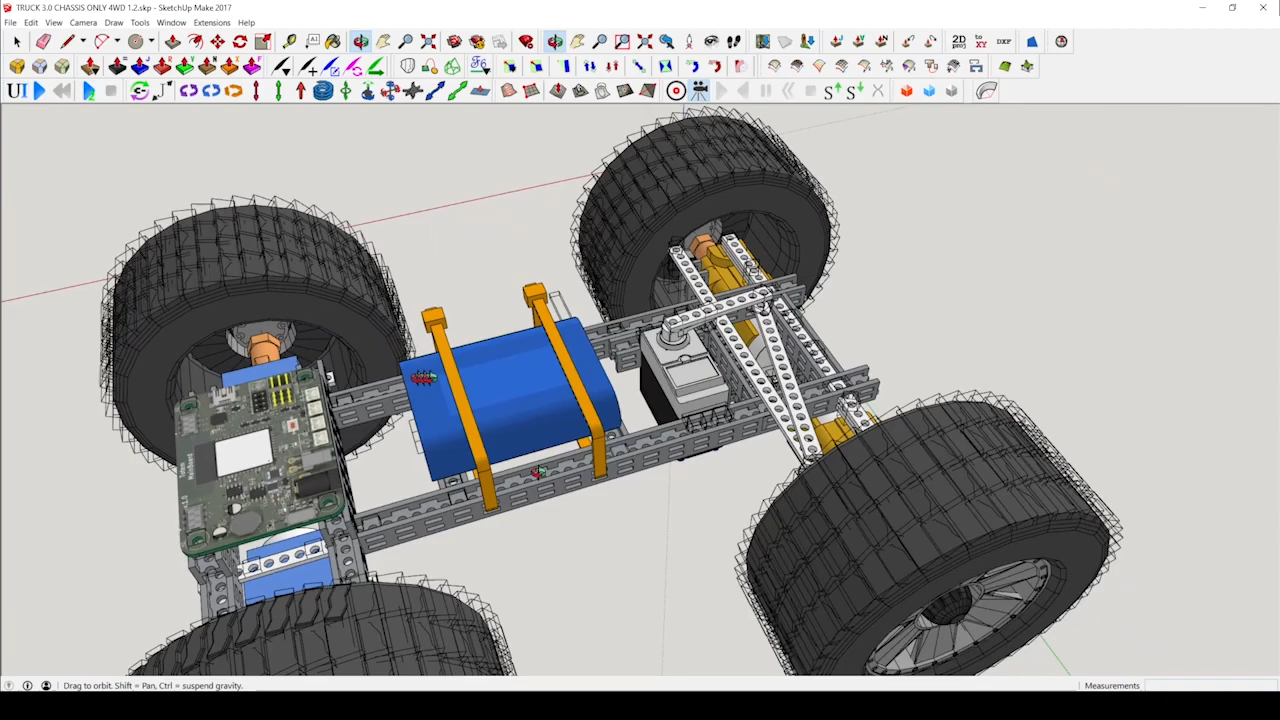 TRUCK 3.0 CHASSIS ONLY 4WD 1.2.skp - SketchUp Make 2017
File Edit View Camera Draw Tools Window Extensions Help
2D to XY DXF
UI
Drag to orbit. Shift = Pan, Ctrl = suspend gravity.
Measurements